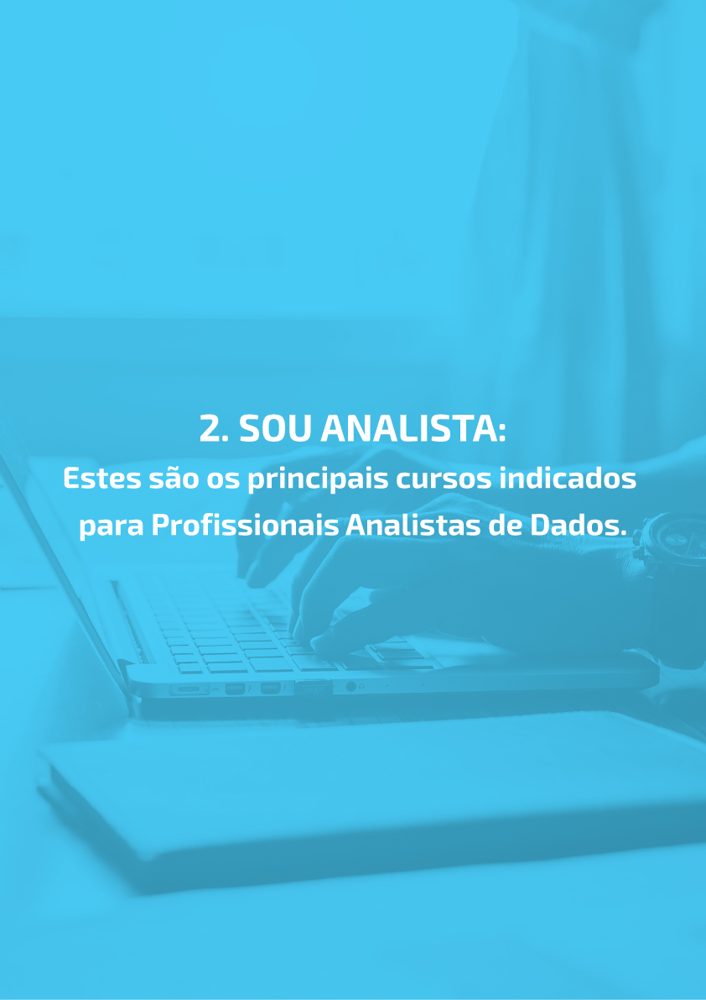 2. SOU ANALISTA:
Estes são os principais cursos indicados
para Profissionais Analistas de Dados.